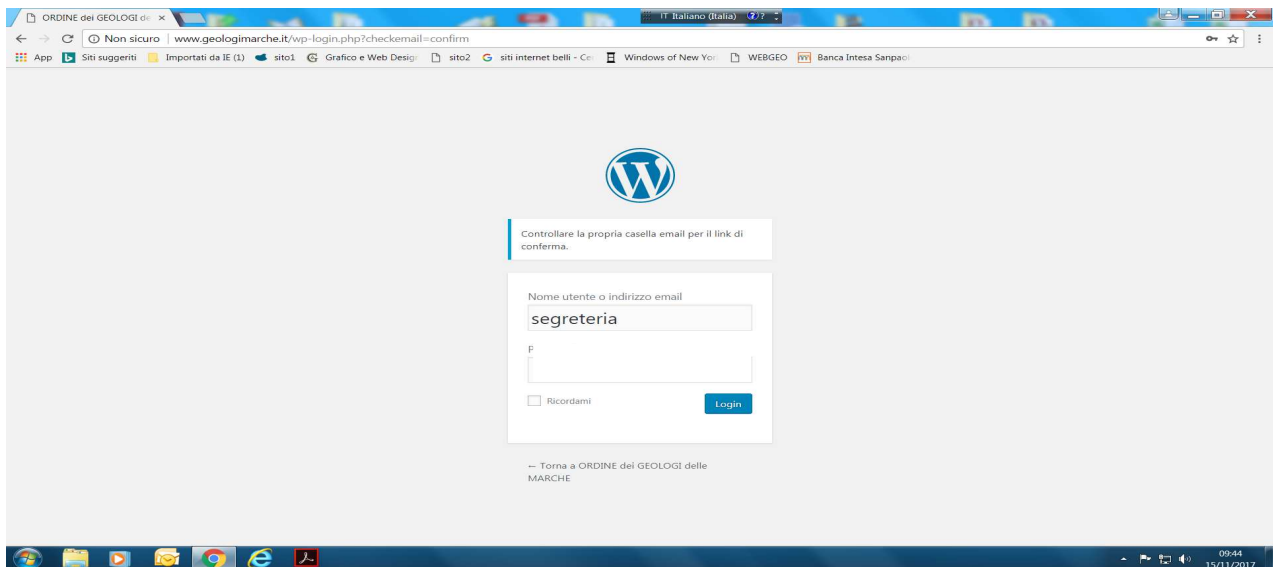 ORDINE dei GEOLOGI de
IT Italiano (Italia) ??
Non sicuro | www.geologimarche.it/wp-login.php?checkemail=confirm
App Siti suggeriti Importati da IE (1) sito1 Grafico e Web Desig sito2 siti internet belli - Ce Windows of New Yor WEBGEO Banca Intesa Sanpaol
Controllare la propria casella email per il link di
conferma.
Nome utente o indirizzo email
segreteria
Ricordami
Login
← Torna a ORDINE dei GEOLOGI delle
MARCHE
09:44
15/11/2017